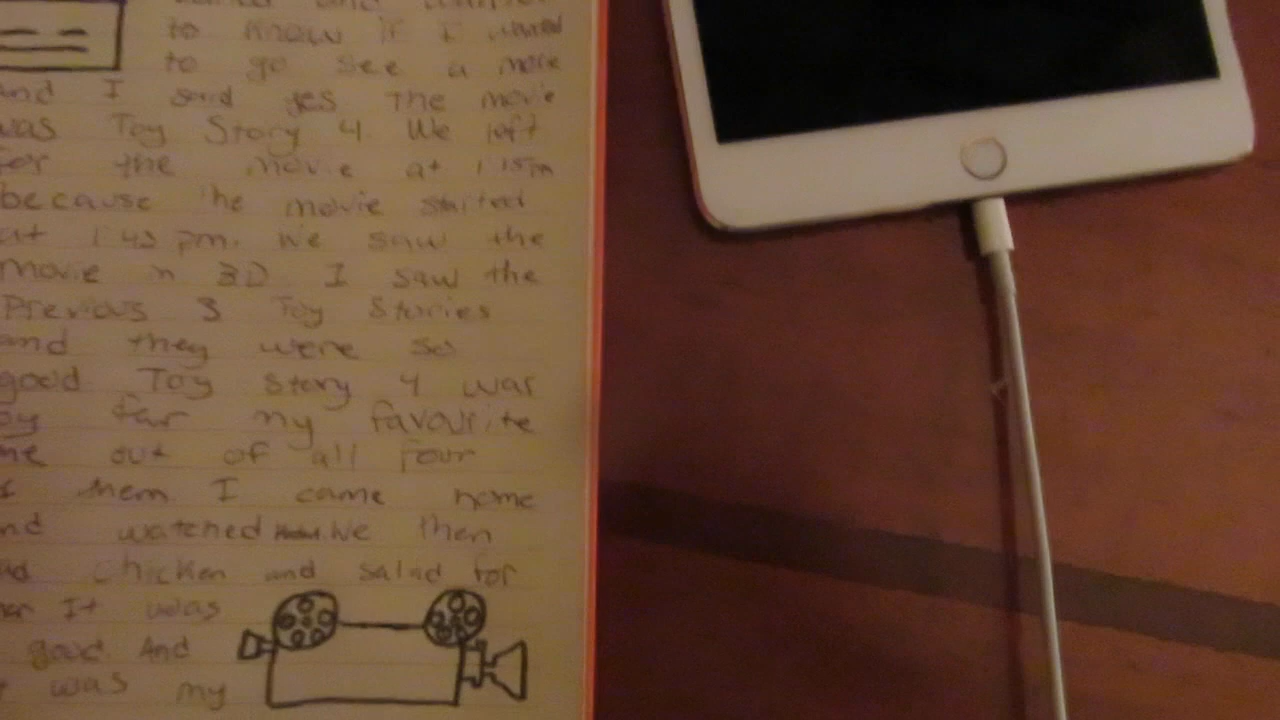 to know if I wanted
to go see a movie
and I said yes The movie
was Toy Story 4 We left
for the movie at 1 15pm
because the movie started
at 1 45 pm. We saw the
movie in 3D I saw the
Previous 3 Toy Stories
and they were so
good Toy Story 4 was
by far my favourite
out of all four
them I came home
watched We then
chicken and salad for
It was
good. And
was my